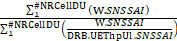 ∑₁^#NRCellDU (W.SNSSAI)
∑₁^#NRCellDU (W.SNSSAI
DRB.UEThpUl.SNSSAI)